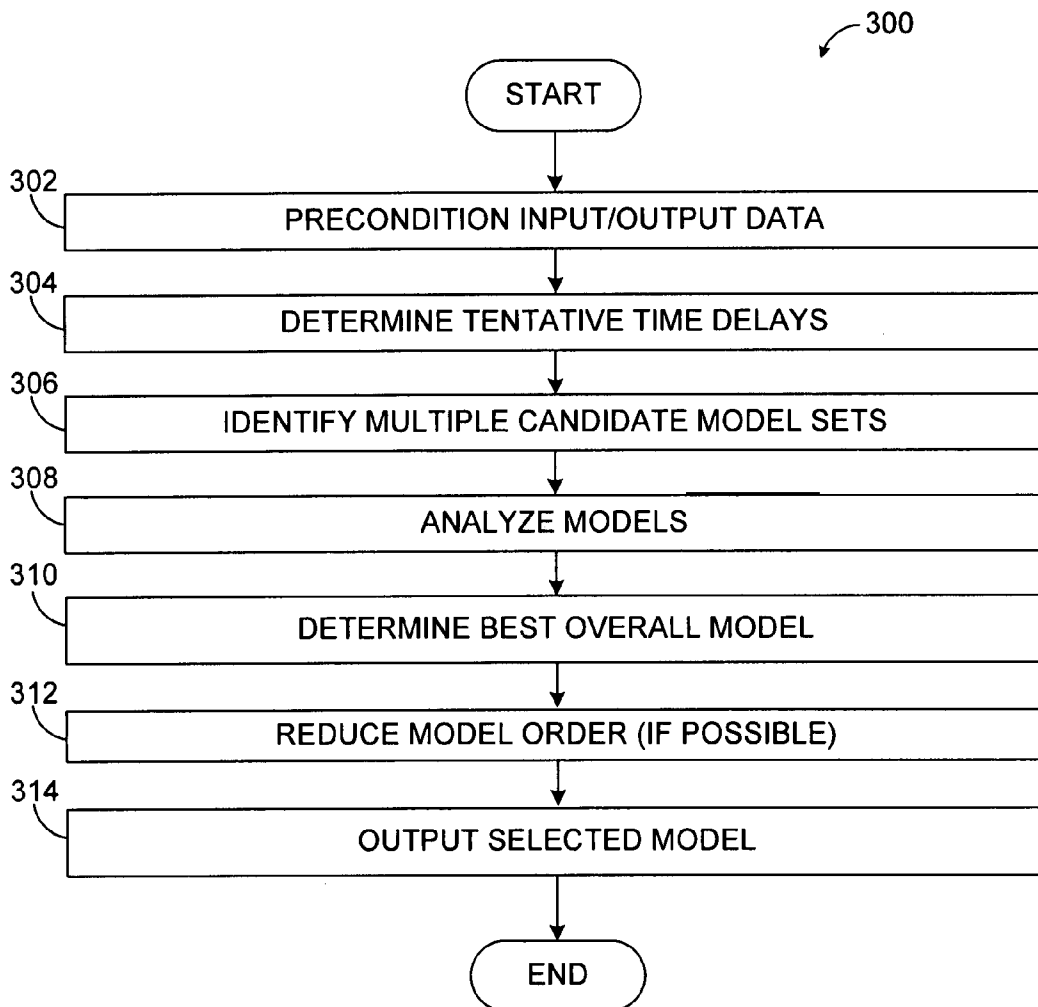 300
START
302
PRECONDITION INPUT/OUTPUT DATA
304
DETERMINE TENTATIVE TIME DELAYS
306
IDENTIFY MULTIPLE CANDIDATE MODEL SETS
308
ANALYZE MODELS
310
DETERMINE BEST OVERALL MODEL
312
REDUCE MODEL ORDER (IF POSSIBLE)
314
OUTPUT SELECTED MODEL
END